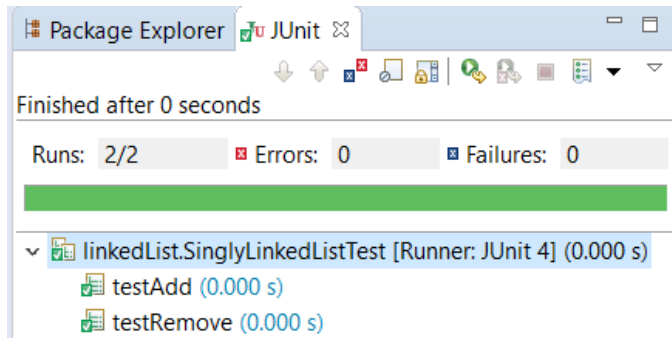 Package Explorer JUnit
Finished after 0 seconds
Runs: 2/2 Errors: 0 Failures: 0
linkedList.SinglyLinkedListTest [Runner: JUnit 4] (0.000 s)
testAdd (0.000 s)
testRemove (0.000 s)